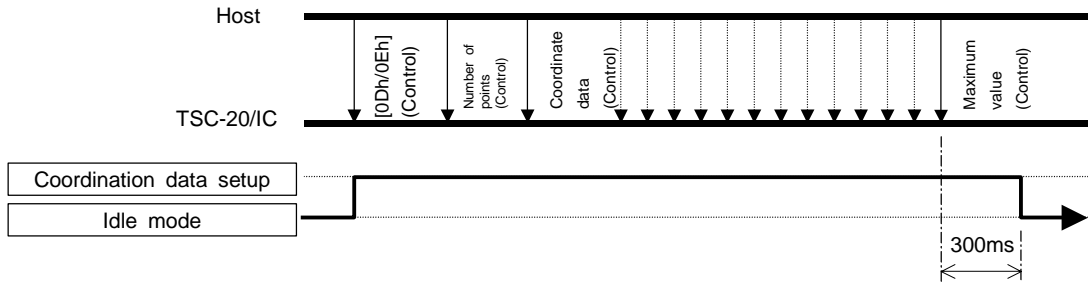 Host
[0Dh/0Eh]
(Control)
Number of
points
(Control)
Coordinate
data
(Control)
Maximum
value
(Control)
TSC-20/IC
Coordination data setup
Idle mode
300ms